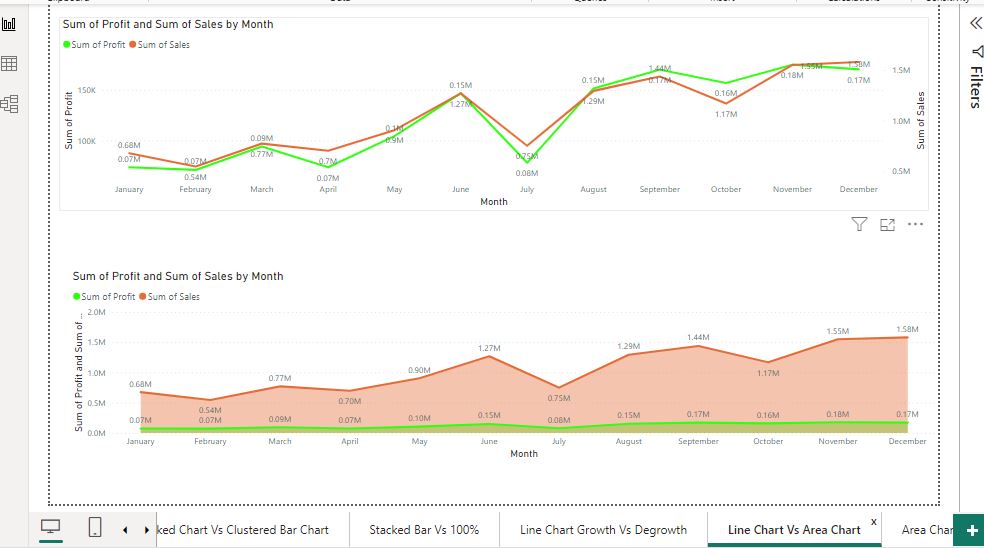 Sum of Profit and Sum of Sales by Month
Sum of Profit Sum of Sales
Sum of Profit
150K
100K
0.68M 0.07M 0.09M 0.1M 0.15M 0.15M 1.44M 1.55M 1.58M
0.07M 0.54M 0.77M 0.7M 0.9M 1.27M 0.75M 1.29M 0.17M 0.16M 0.18M 0.17M
0.07M 0.08M 1.17M
1.5M
1.0M
0.5M
Sum of Sales
January February March April May June July August September October November December
Month
Filters
Sum of Profit and Sum of Sales by Month
Sum of Profit Sum of Sales
Sum of Profit and Sum of ...
2.0M
1.5M
1.0M
0.5M
0.0M
0.68M 0.54M 0.77M 0.70M 0.90M 1.27M 0.75M 1.29M 1.44M 1.17M 1.55M 1.58M
0.07M 0.07M 0.09M 0.07M 0.10M 0.15M 0.08M 0.15M 0.17M 0.16M 0.18M 0.17M
January February March April May June July August September October November December
Month
ked Chart Vs Clustered Bar Chart Stacked Bar Vs 100% Line Chart Growth Vs Degrowth Line Chart Vs Area Chart x Area Char +